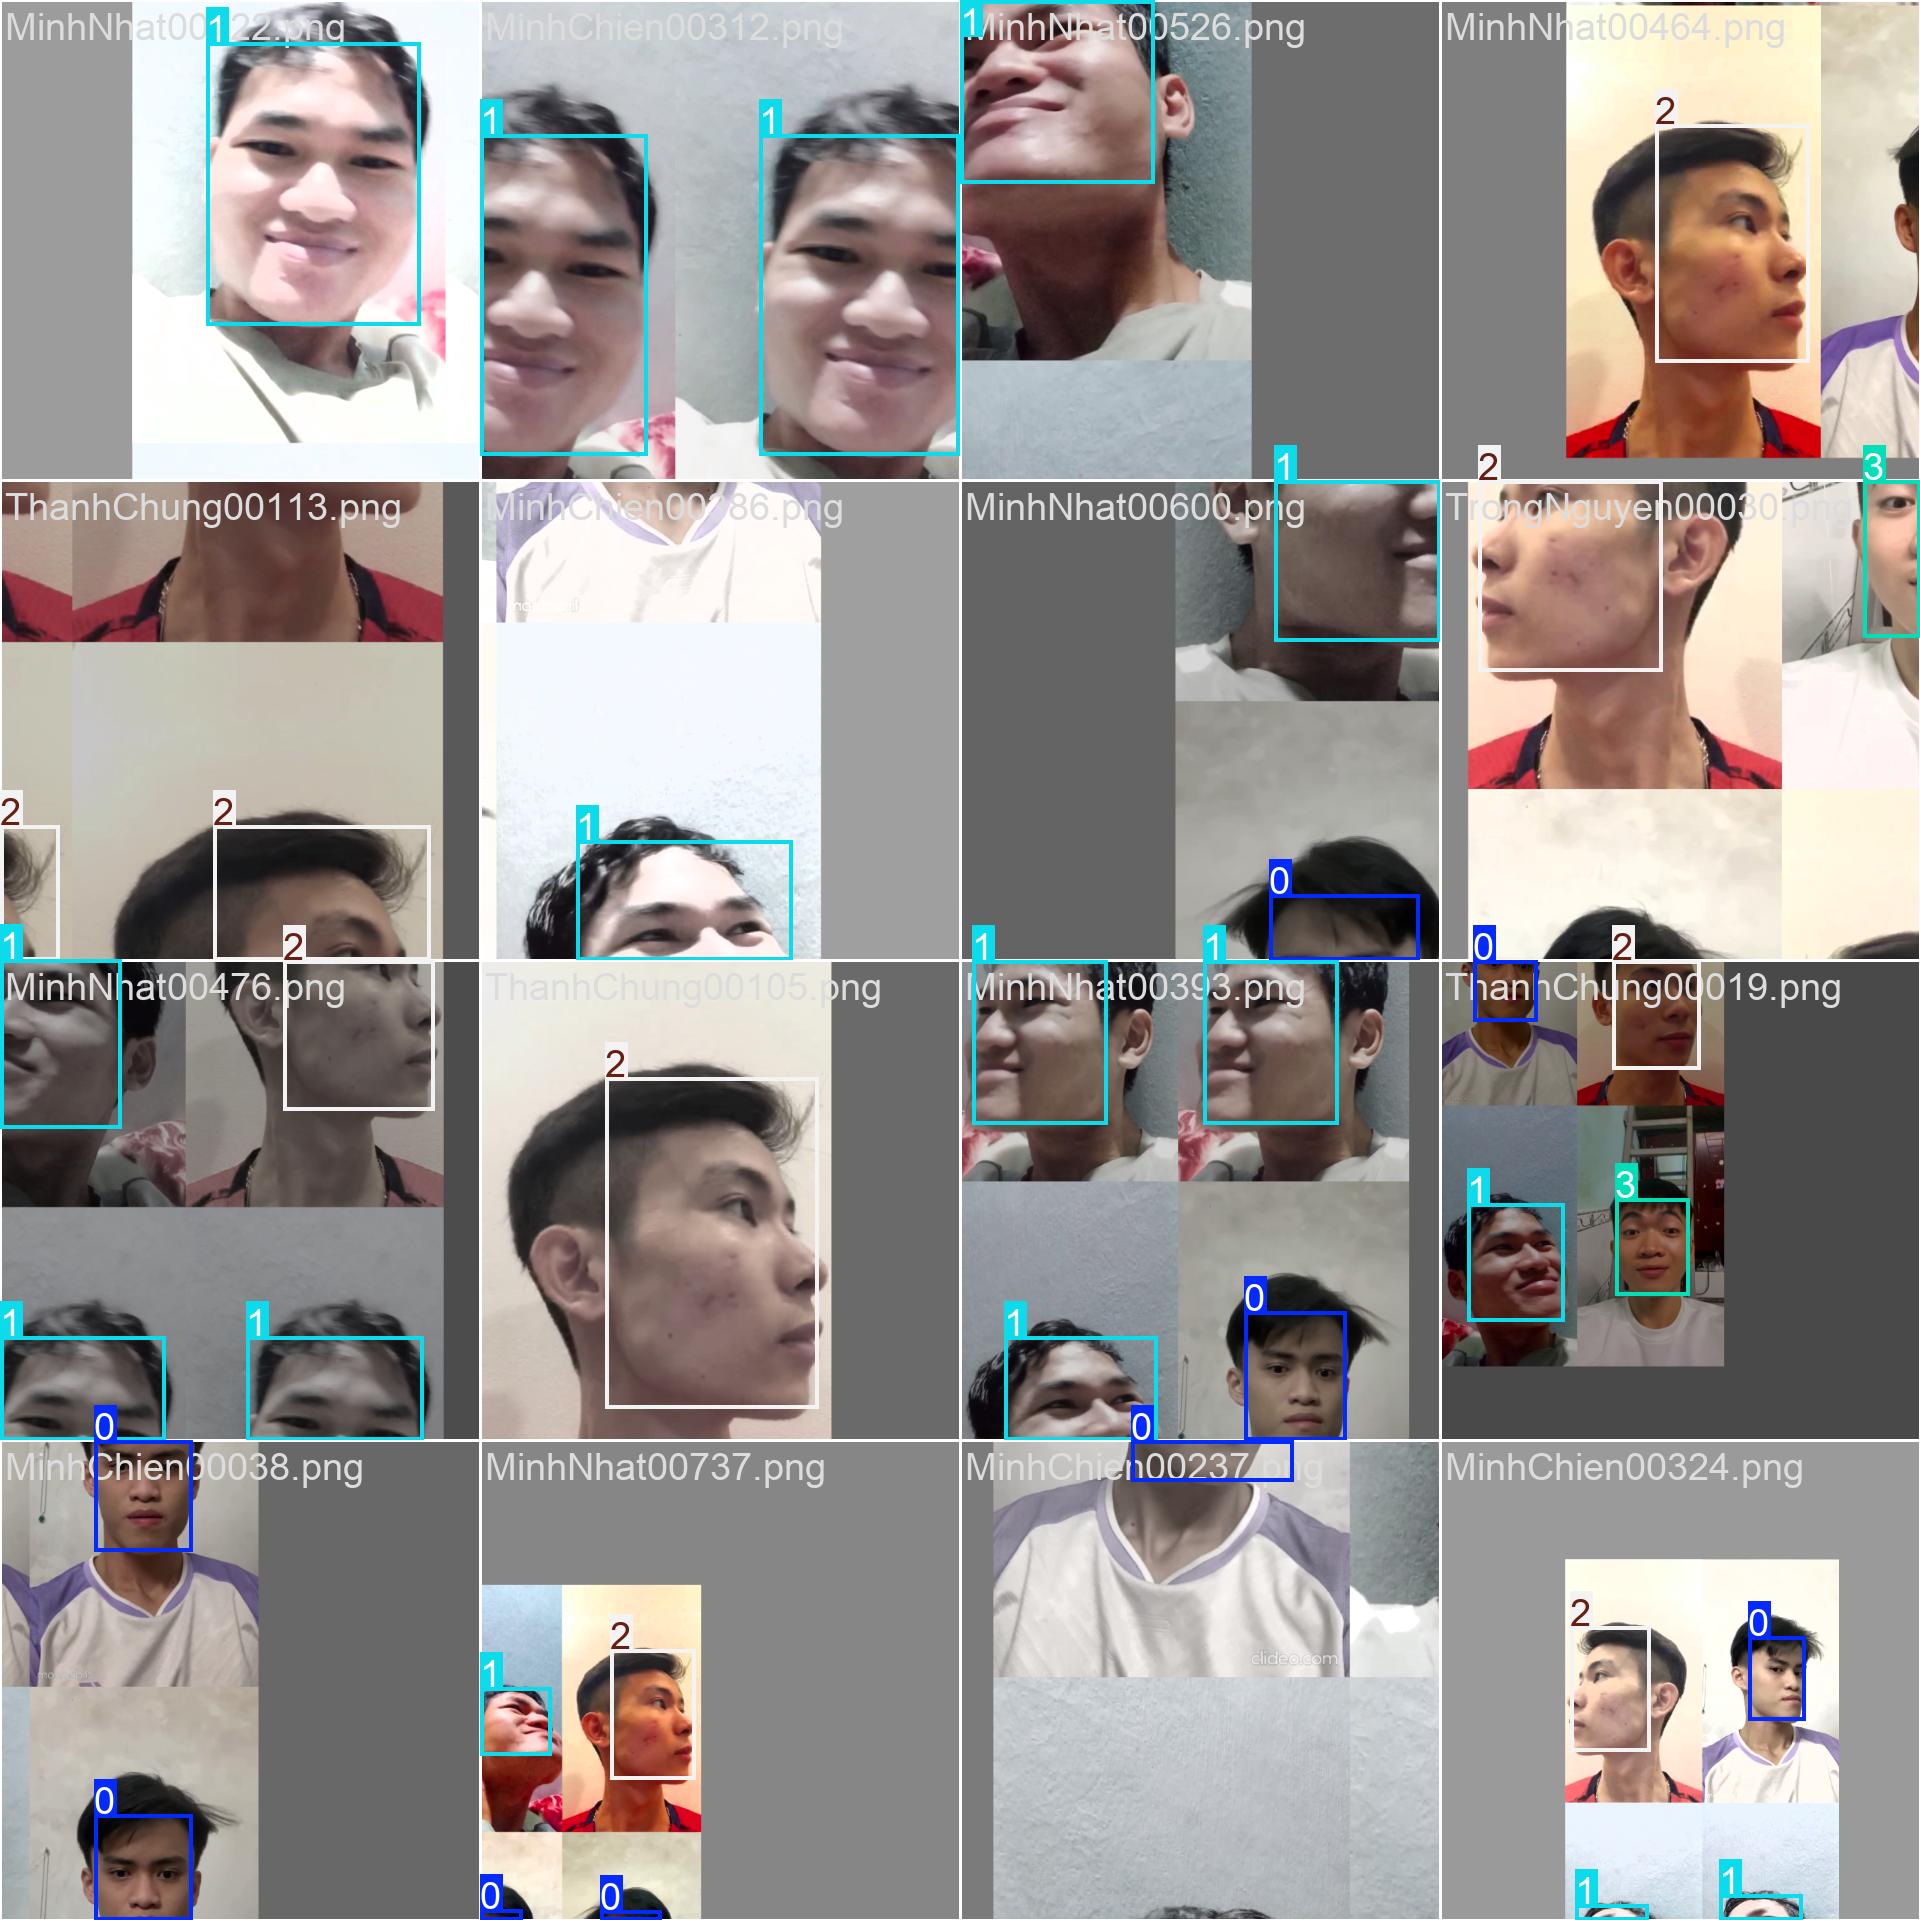 MinhNhat00122.png
1
MinhChien00312.png
1
1
MinhNhat00526.png
1
MinhNhat00464.png
2
ThanhChung00113.png
2
2
MinhChien00286.png
1
MinhNhat00600.png
1
0
TrongNguyen00030.png
2
3
MinhNhat00476.png
1
2
1
1
ThanhChung00105.png
2
MinhNhat00393.png
1
1
1
0
ThanhChung00019.png
0
2
1
3
MinhChien00038.png
0
0
MinhNhat00737.png
1
2
0
0
MinhChien00237.png
0
clideo.com
MinhChien00324.png
2
0
1
1